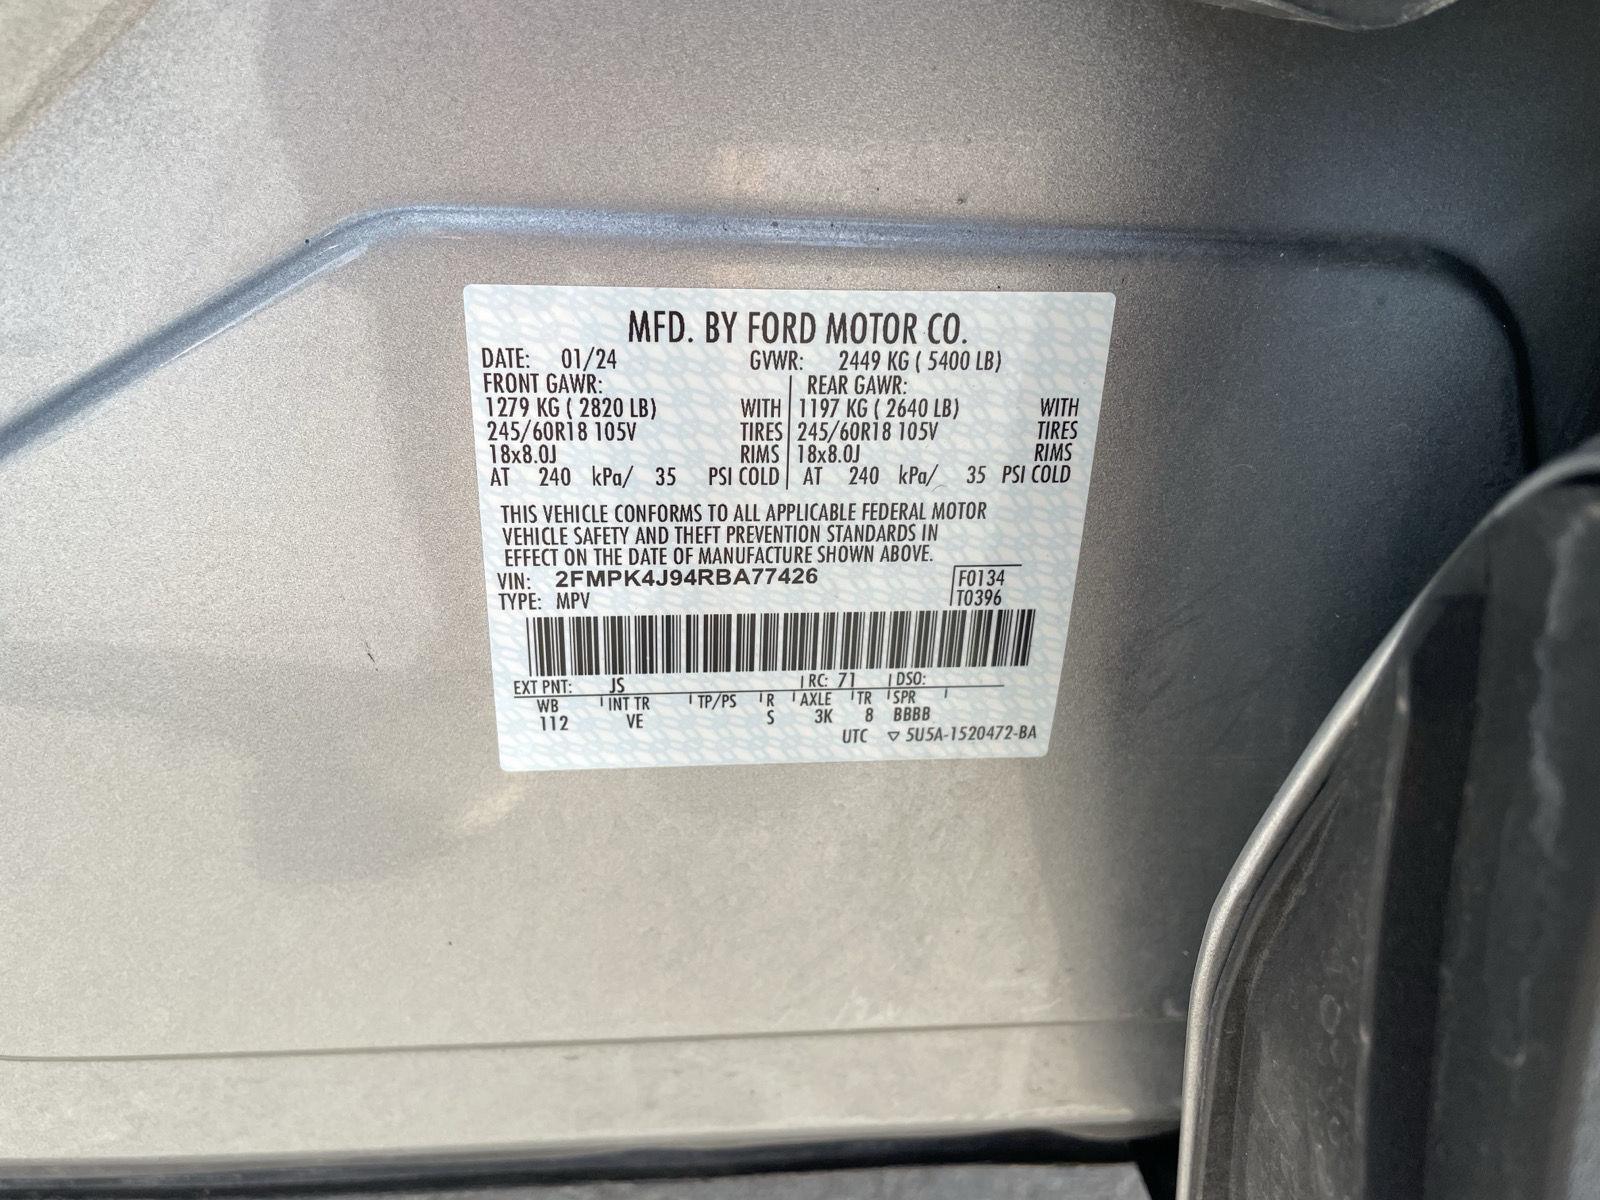 MFD. BY FORD MOTOR CO.
DATE: 01/24 GVWR: 2449 KG ( 5400 LB)
FRONT GAWR: REAR GAWR:
1279 KG ( 2820 LB) WITH 1197 KG ( 2640 LB) WITH
245/60R18 105V TIRES 245/60R18 105V TIRES
18x8.0J RIMS 18x8.0J RIMS
AT 240 kPa/ 35 PSI COLD AT 240 kPa/ 35 PSI COLD
THIS VEHICLE CONFORMS TO ALL APPLICABLE FEDERAL MOTOR
VEHICLE SAFETY AND THEFT PREVENTION STANDARDS IN
EFFECT ON THE DATE OF MANUFACTURE SHOWN ABOVE.
VIN: 2FMPK4J94RBA77426 F0134
TYPE: MPV T0396
EXT PNT: JS RC: 71 DSO:
WB INT TR TP/PS R AXLE TR SPR
112 VE S 3K 8 BBBB
UTC ▽ 5U5A-1520472-BA